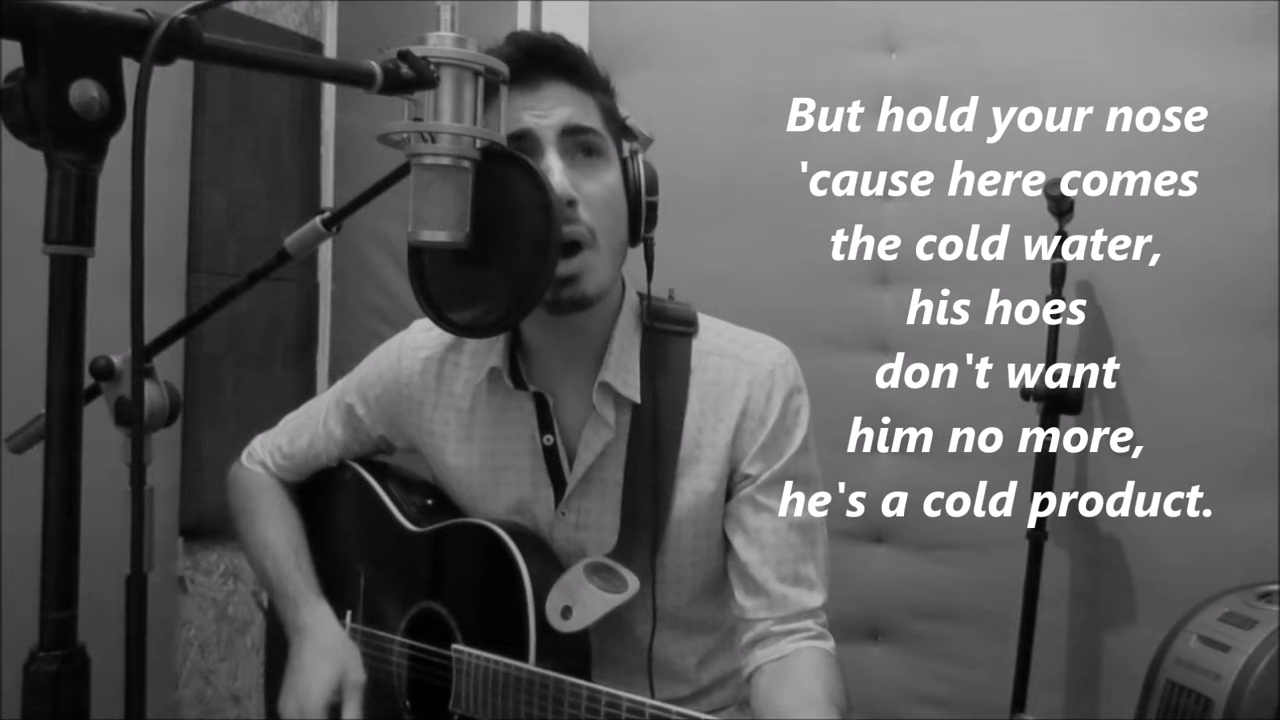 But hold your nose
'cause here comes
the cold water,
his hoes
don't want
him no more,
he's a cold product.